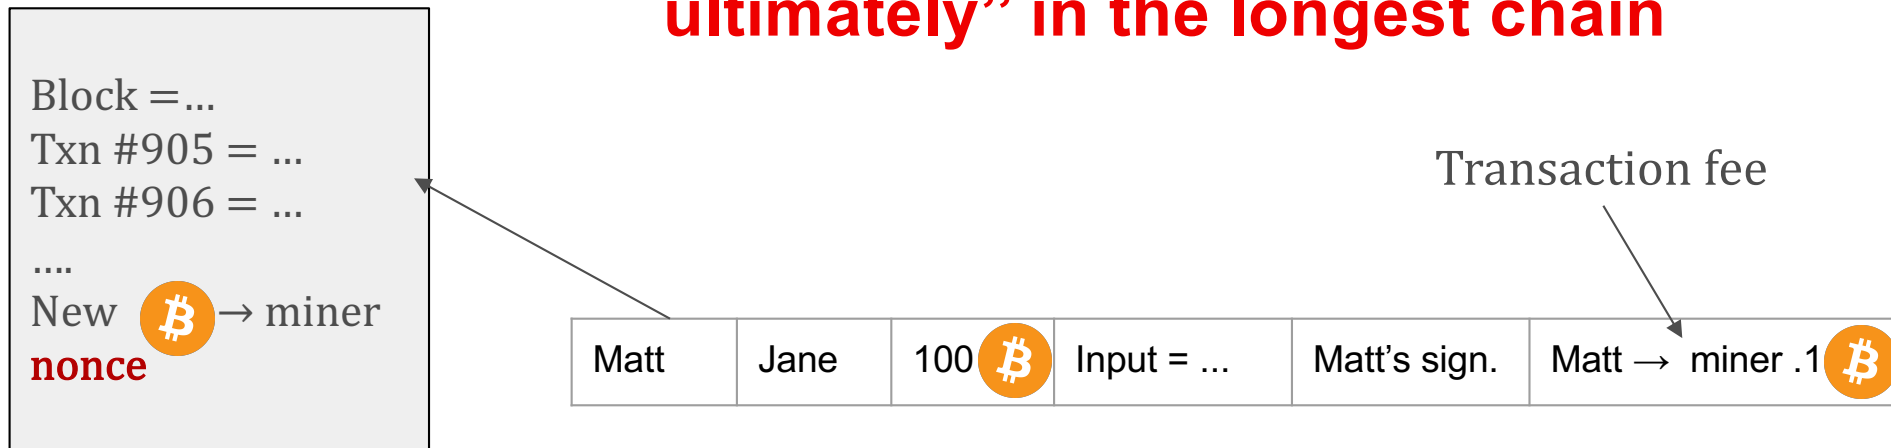 ultimately” in the longest chain
Block =...
Txn #905 = ...
Txn #906 = ...
....
New ₿ → miner
nonce
Transaction fee
Matt Jane 100 ₿ Input = ... Matt’s sign. Matt → miner .1 ₿